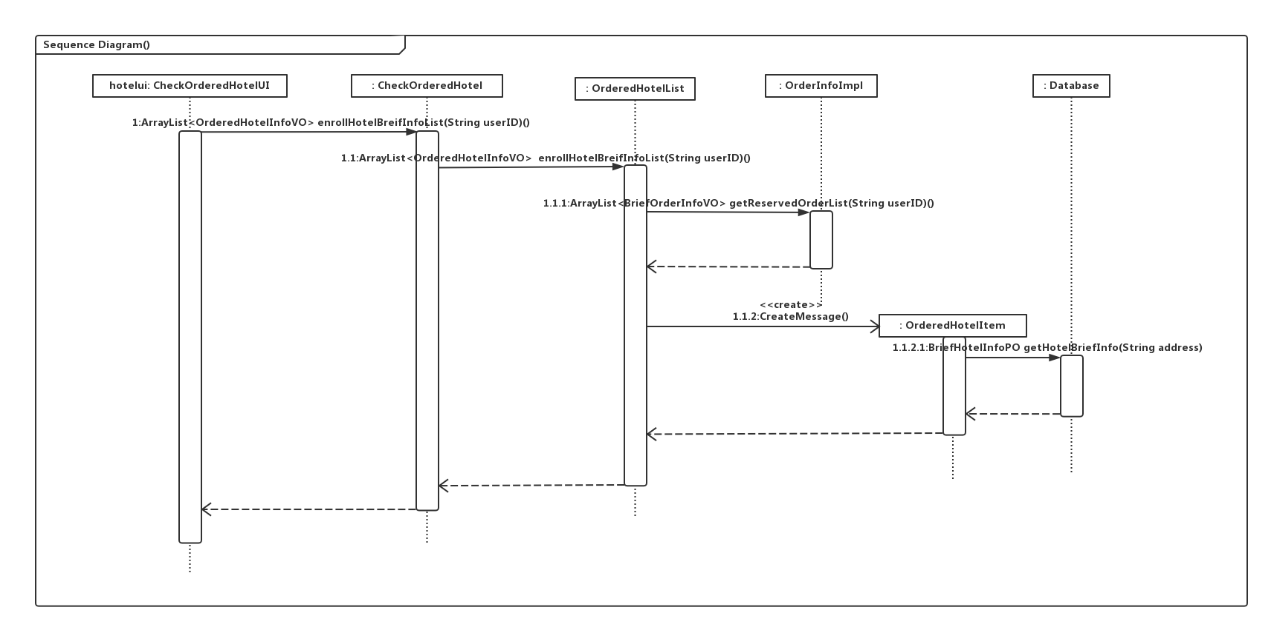 Sequence Diagram()
hotelui: CheckOrderedHotelUI
: CheckOrderedHotel
: OrderedHotelList
: OrderInfoImpl
: Database
1:ArrayList<OrderedHotelInfoVO> enrollHotelBreifInfoList(String userID)()
1.1:ArrayList<OrderedHotelInfoVO> enrollHotelBreifInfoList(String userID)()
1.1.1:ArrayList<BriefOrderInfoVO> getReservedOrderList(String userID)()
<<create>>
1.1.2:CreateMessage()
: OrderedHotelItem
1.1.2.1:BriefHotelInfoPO getHotelBriefInfo(String address)